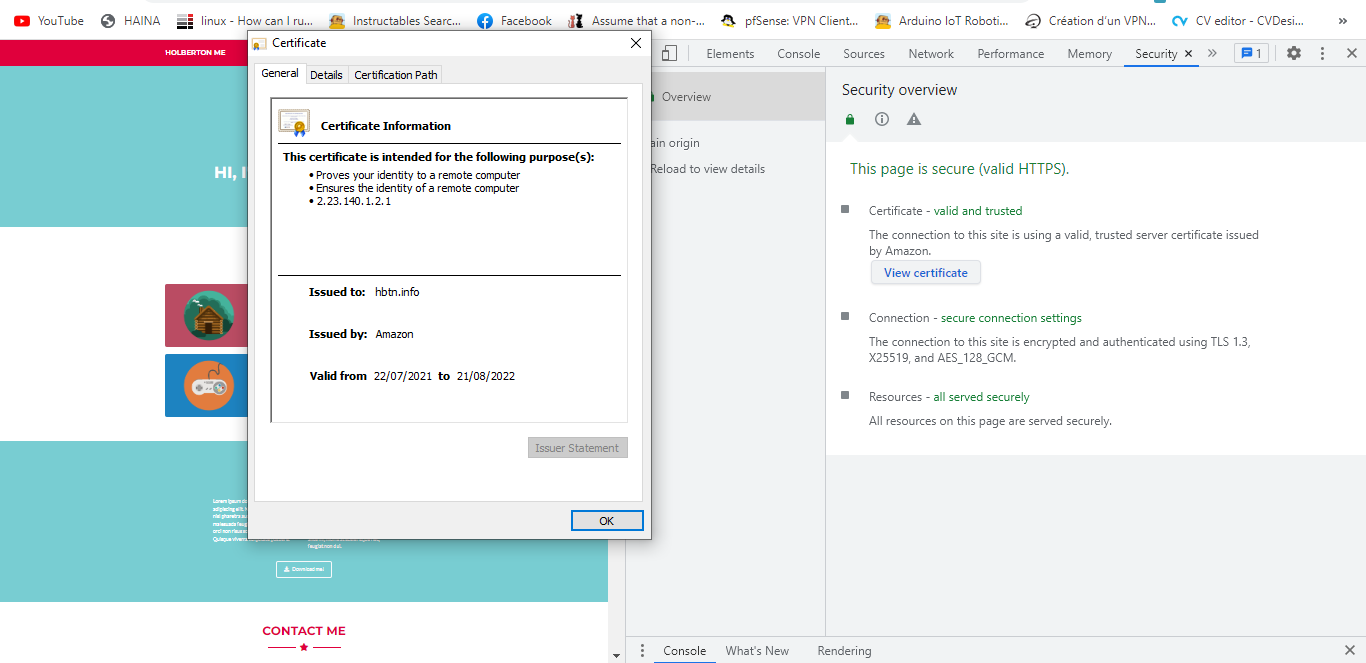 YouTube
HAINA
linux - How can I ru...
Instructables Searc...
Facebook
Assume that a non-...
pfSense: VPN Client...
Arduino IoT Roboti...
Création d'un VPN...
CV editor - CVDesi...
»
HOLBERTON ME
HI, I
CONTACT ME
Download me!
feugist non dui.
Certificate
General
Details
Certification Path
Certificate Information
This certificate is intended for the following purpose(s):
• Proves your identity to a remote computer
• Ensures the identity of a remote computer
• 2.23.140.1.2.1
Issued to: hbtn.info
Issued by: Amazon
Valid from 22/07/2021 to 21/08/2022
Issuer Statement
OK
Elements
Console
Sources
Network
Performance
Memory
Security
»
1
Overview
ain origin
Reload to view details
Security overview
This page is secure (valid HTTPS).
Certificate - valid and trusted
The connection to this site is using a valid, trusted server certificate issued
by Amazon.
View certificate
Connection - secure connection settings
The connection to this site is encrypted and authenticated using TLS 1.3,
X25519, and AES_128_GCM.
Resources - all served securely
All resources on this page are served securely.
Console
What's New
Rendering